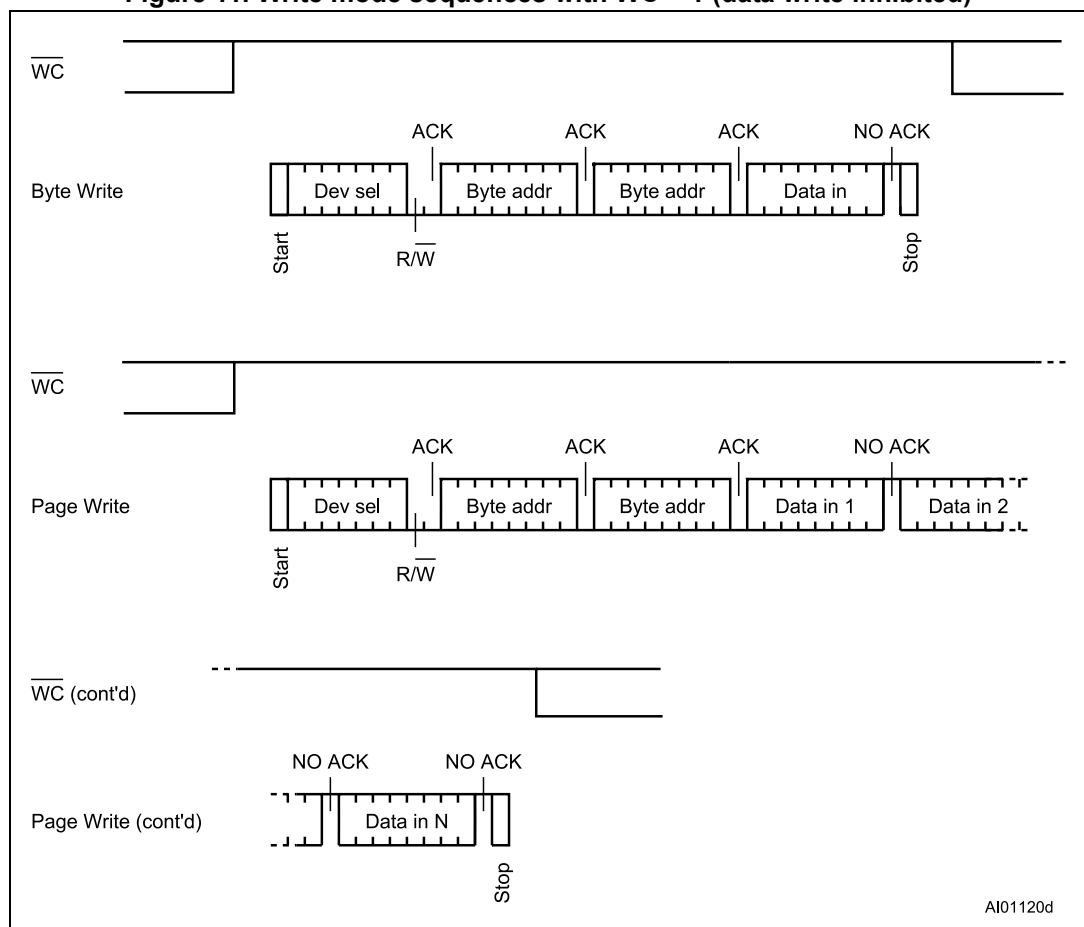 Figure 11. Write mode sequences with WC = 1 (data write inhibited)
WC
ACK ACK ACK NO ACK
Byte Write Dev sel Byte addr Byte addr Data in
Start R/W Stop
WC
ACK ACK ACK NO ACK
Page Write Dev sel Byte addr Byte addr Data in 1 Data in 2
Start R/W
WC (cont'd)
NO ACK NO ACK
Page Write (cont'd) Data in N
Stop
AI01120d